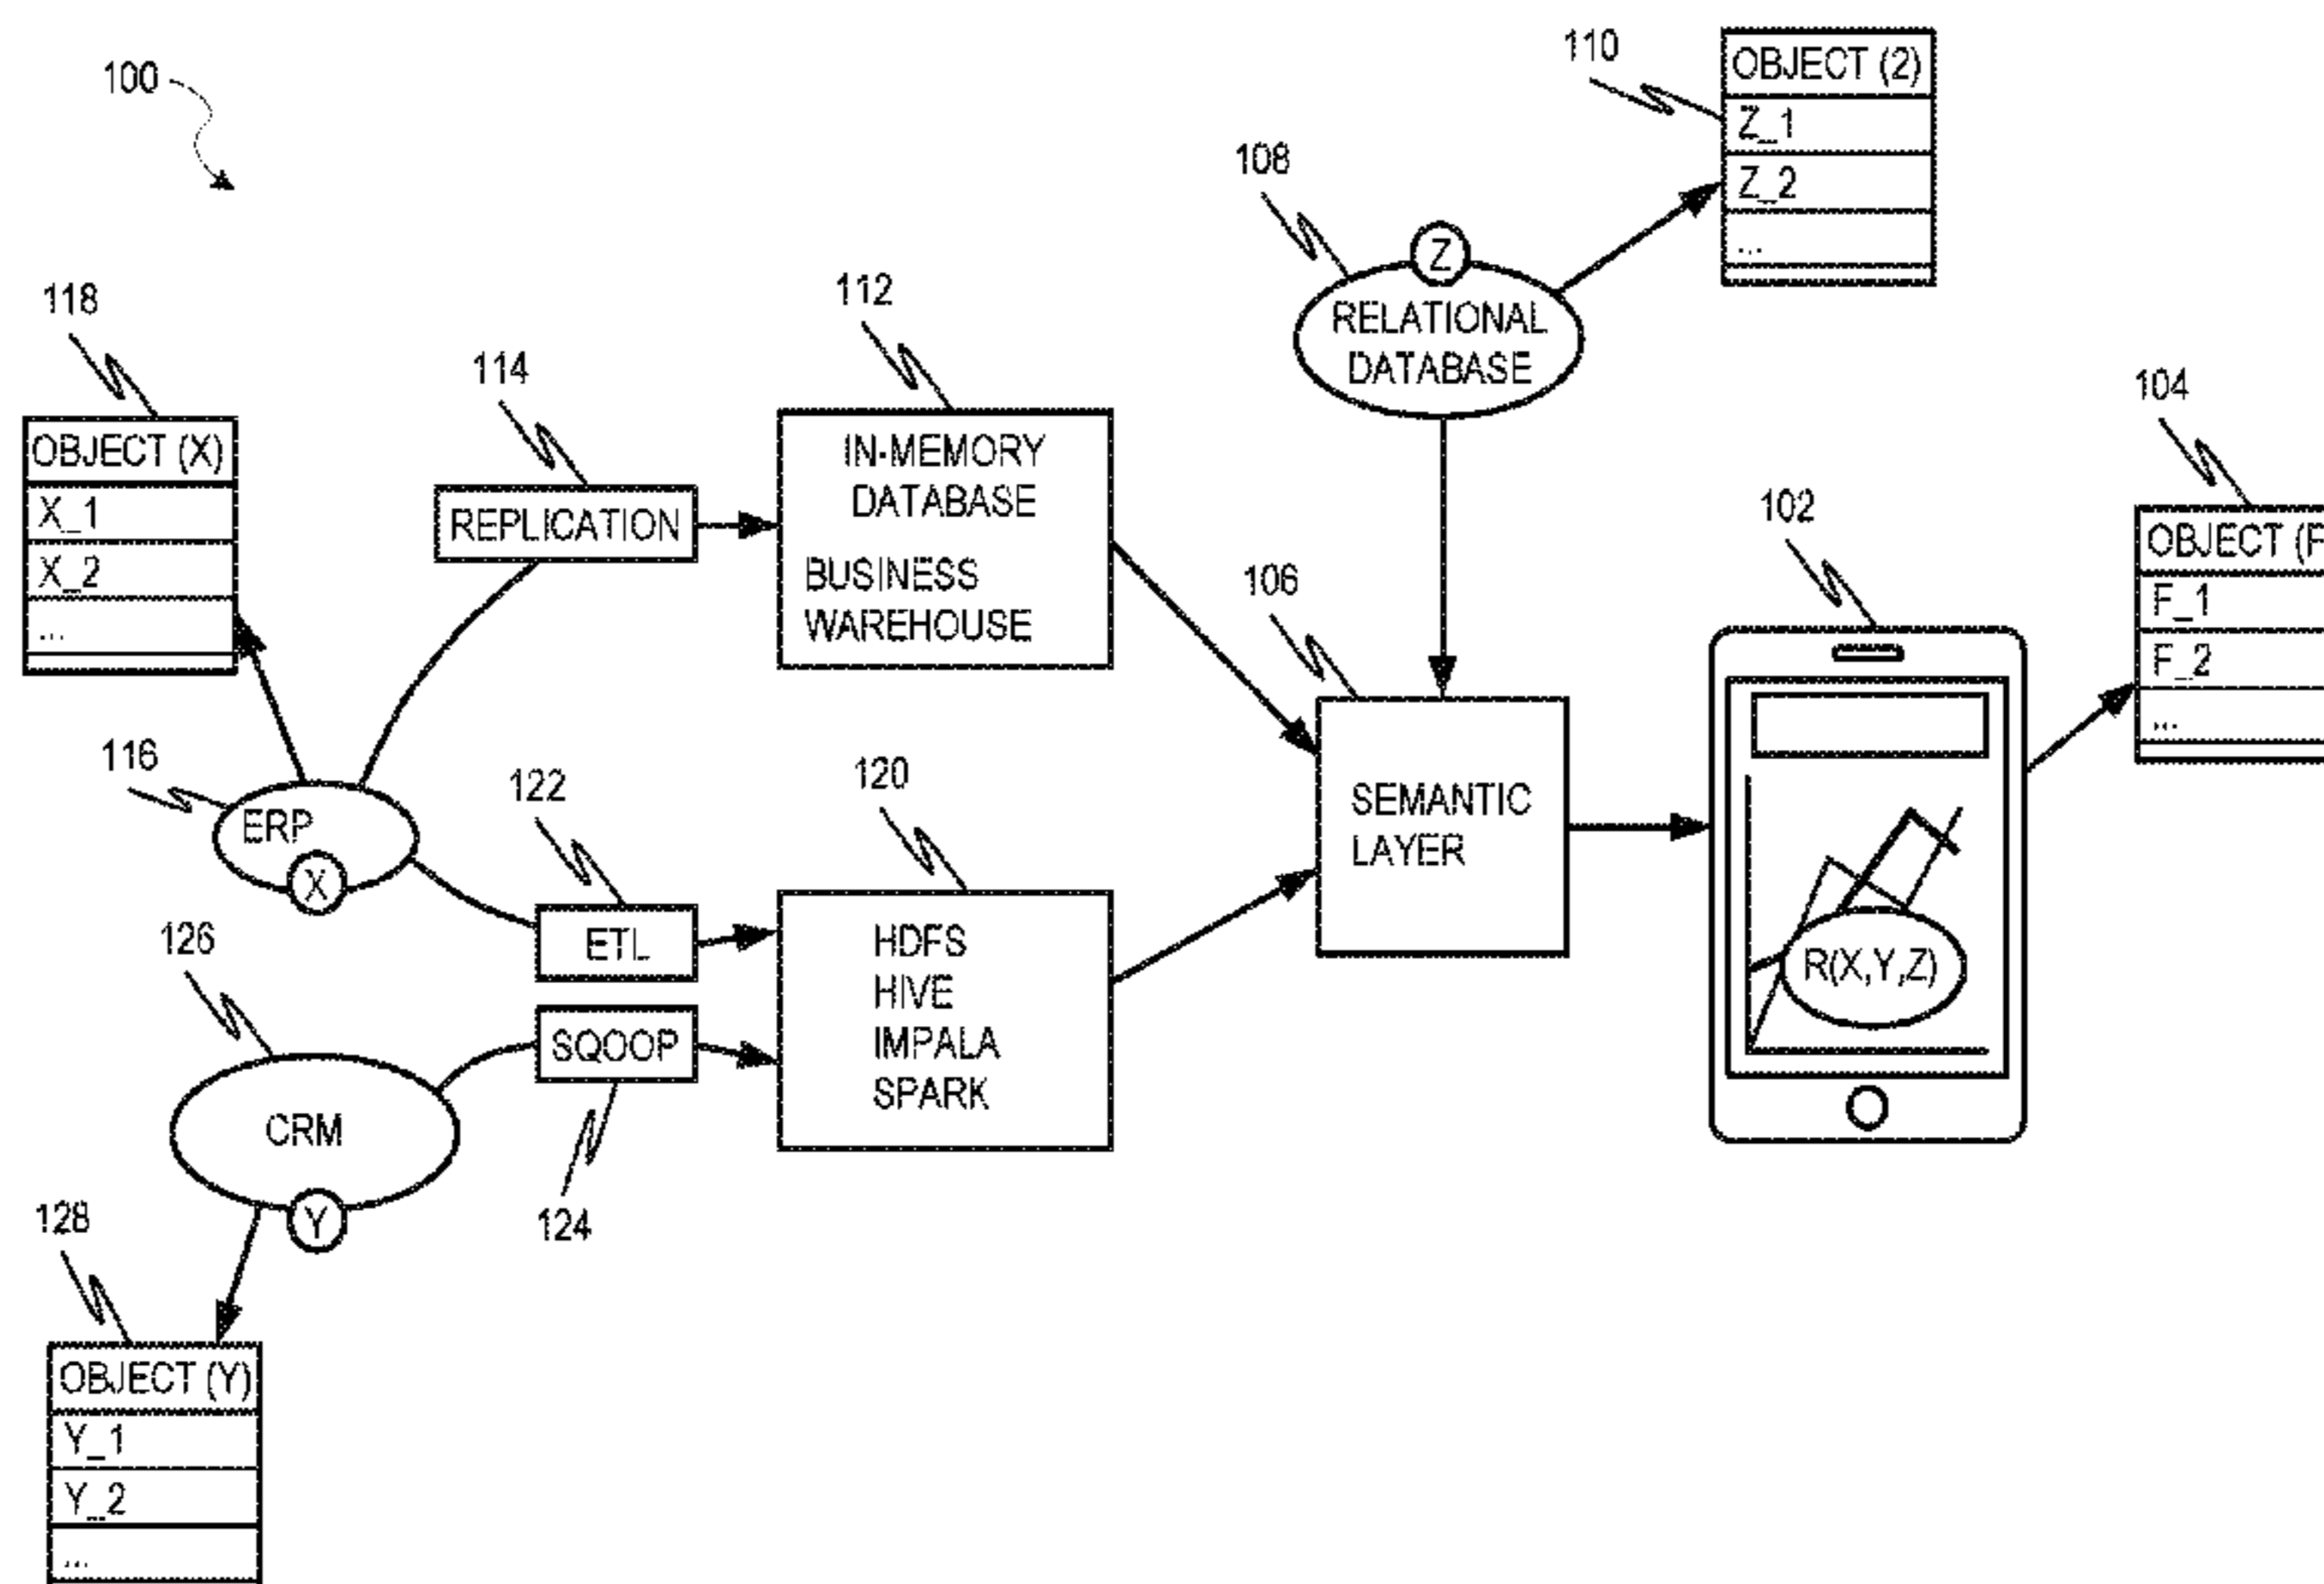 100
110
OBJECT (2)
Z_1
Z_2
...
108
Z
RELATIONAL
DATABASE
118
OBJECT (X)
X_1
X_2
...
114
REPLICATION
112
IN-MEMORY
DATABASE
BUSINESS
WAREHOUSE
104
OBJECT (F
F_1
F_2
...
102
R(X,Y,Z)
106
SEMANTIC
LAYER
116
ERP
X
122
ETL
120
HDFS
HIVE
IMPALA
SPARK
126
CRM
Y
SQOOP
124
128
OBJECT (Y)
Y_1
Y_2
...